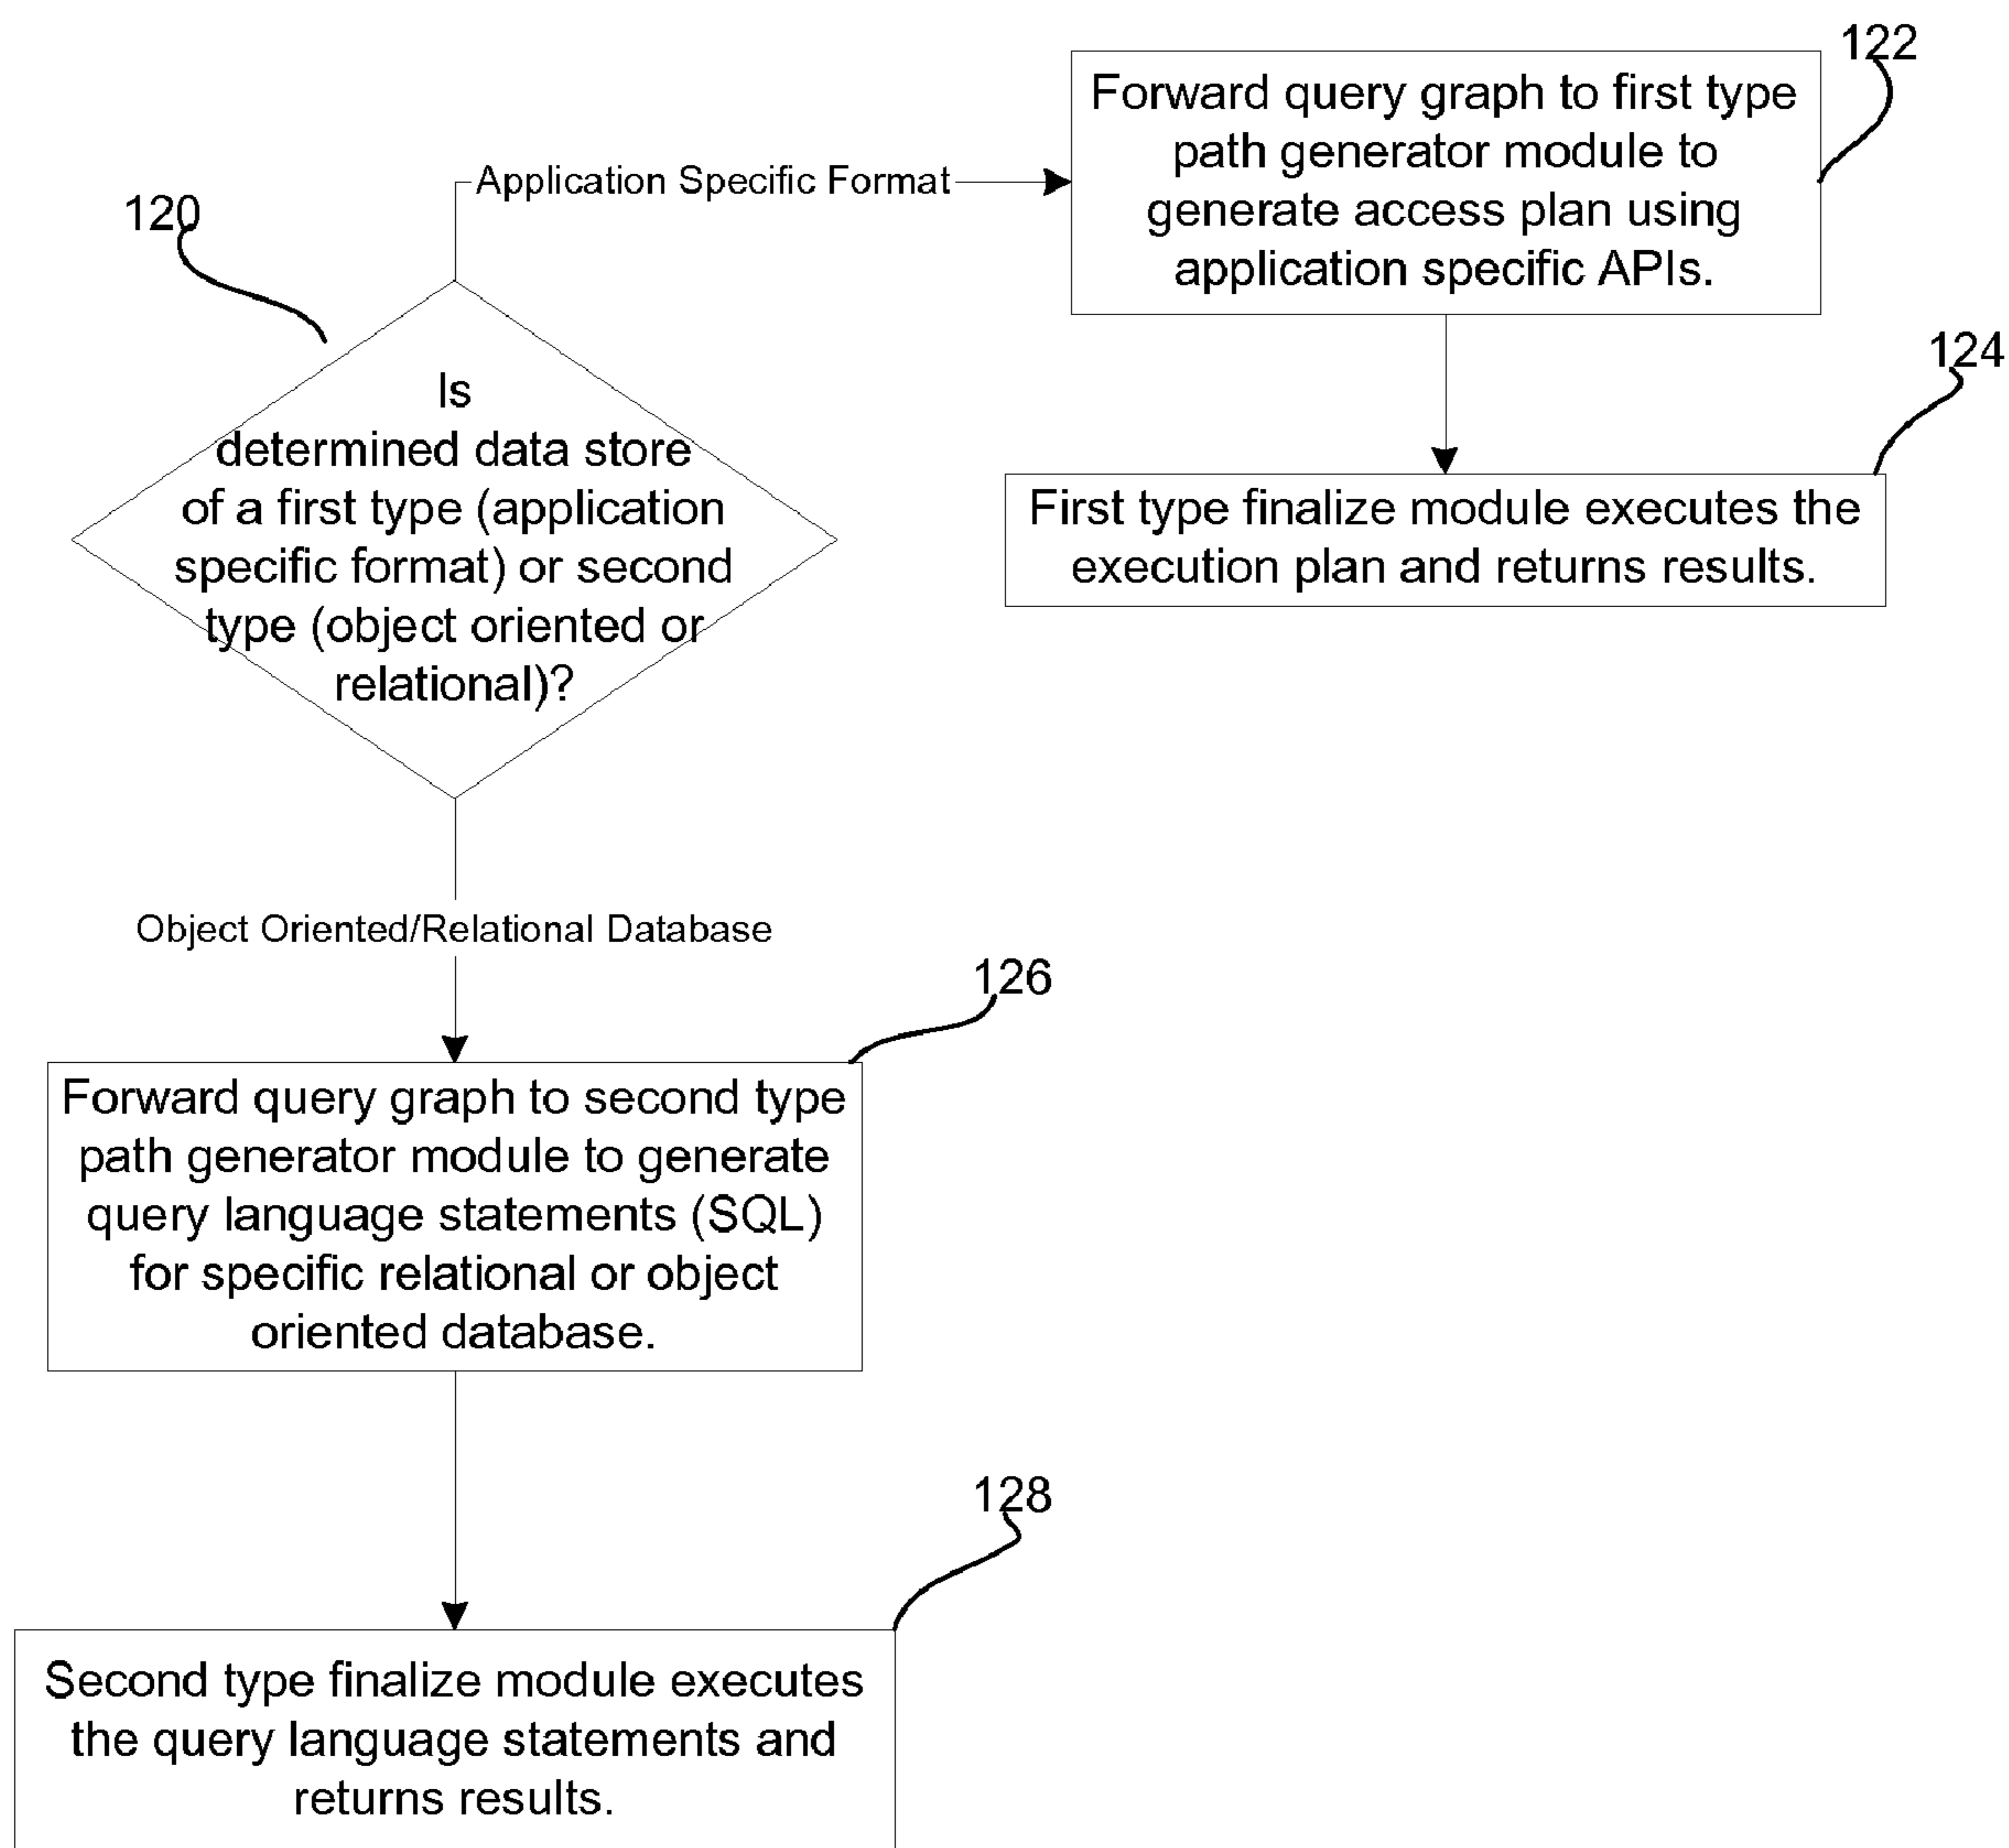 122
Forward query graph to first type
path generator module to
generate access plan using
application specific APIs.
Application Specific Format
120
124
Is
determined data store
of a first type (application
specific format) or second
type (object oriented or
relational)?
First type finalize module executes the
execution plan and returns results.
Object Oriented/Relational Database
126
Forward query graph to second type
path generator module to generate
query language statements (SQL)
for specific relational or object
oriented database.
128
Second type finalize module executes
the query language statements and
returns results.